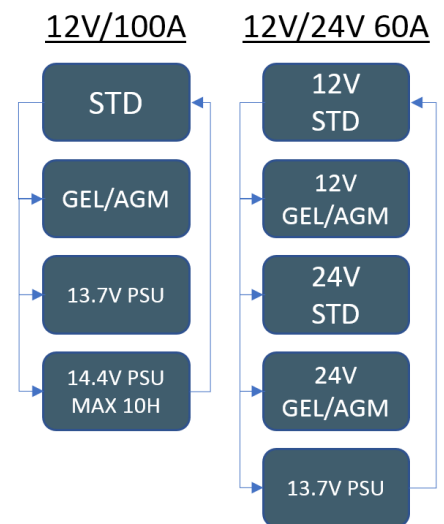 12V/100A
STD
GEL/AGM
13.7V PSU
14.4V PSU
MAX 10H
12V/24V 60A
12V
STD
12V
GEL/AGM
24V
STD
24V
GEL/AGM
13.7V PSU